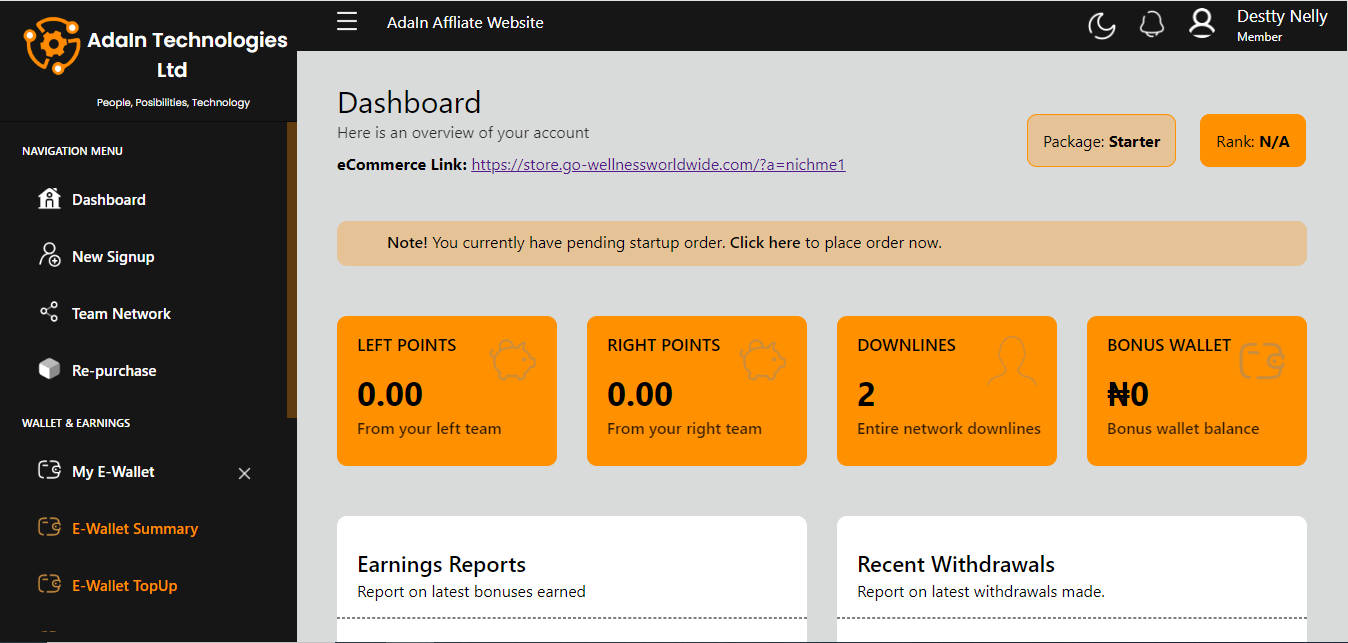 AdaIn Technologies
Ltd
People, Posibilities, Technology
AdaIn Affliate Website
Destty Nelly
Member
NAVIGATION MENU
Dashboard
New Signup
Team Network
Re-purchase
WALLET & EARNINGS
My E-Wallet
E-Wallet Summary
E-Wallet TopUp
Dashboard
Here is an overview of your account
eCommerce Link: https://store.go-wellnessworldwide.com/?a=nichme1
Package: Starter
Rank: N/A
Note! You currently have pending startup order. Click here to place order now.
LEFT POINTS
0.00
From your left team
RIGHT POINTS
0.00
From your right team
DOWNLINES
2
Entire network downlines
BONUS WALLET
₦0
Bonus wallet balance
Earnings Reports
Report on latest bonuses earned
Recent Withdrawals
Report on latest withdrawals made.